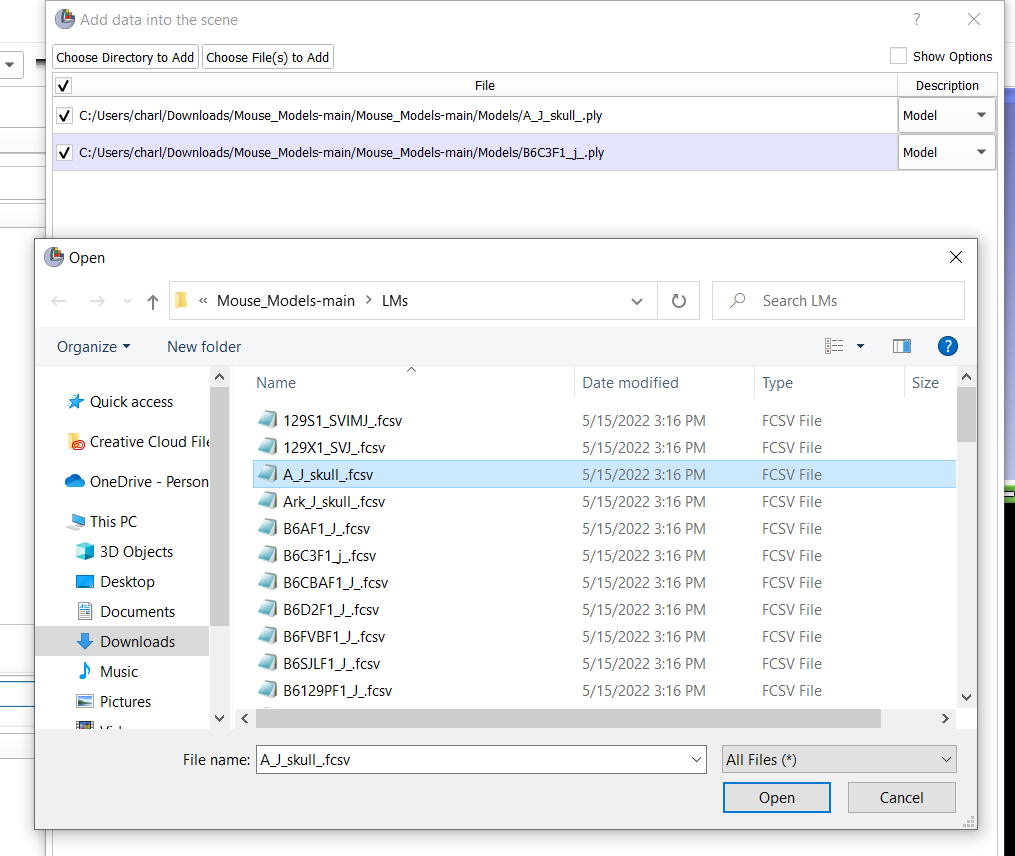 Add data into the scene
?
Choose Directory to Add Choose File(s) to Add Show Options
File Description
C:/Users/charl/Downloads/Mouse_Models-main/Mouse_Models-main/Models/A_J_skull_.ply Model
C:/Users/charl/Downloads/Mouse_Models-main/Mouse_Models-main/Models/B6C3F1_j_.ply Model
Open
« Mouse_Models-main > LMs Search LMs
Organize New folder ?
Name Date modified Type Size
Quick access
Creative Cloud File
OneDrive - Person
This PC
3D Objects
Desktop
Documents
Downloads
Music
Pictures
129S1_SVIMJ_.fcsv 5/15/2022 3:16 PM FCSV File
129X1_SVJ_.fcsv 5/15/2022 3:16 PM FCSV File
A_J_skull_.fcsv 5/15/2022 3:16 PM FCSV File
Ark_J_skull_.fcsv 5/15/2022 3:16 PM FCSV File
B6AF1_J_.fcsv 5/15/2022 3:16 PM FCSV File
B6C3F1_j_.fcsv 5/15/2022 3:16 PM FCSV File
B6CBAF1_J_.fcsv 5/15/2022 3:16 PM FCSV File
B6D2F1_J_.fcsv 5/15/2022 3:16 PM FCSV File
B6FVBF1_J_.fcsv 5/15/2022 3:16 PM FCSV File
B6SJLF1_J_.fcsv 5/15/2022 3:16 PM FCSV File
B6129PF1_J_.fcsv 5/15/2022 3:16 PM FCSV File
File name: A_J_skull_.fcsv All Files (*)
Open Cancel